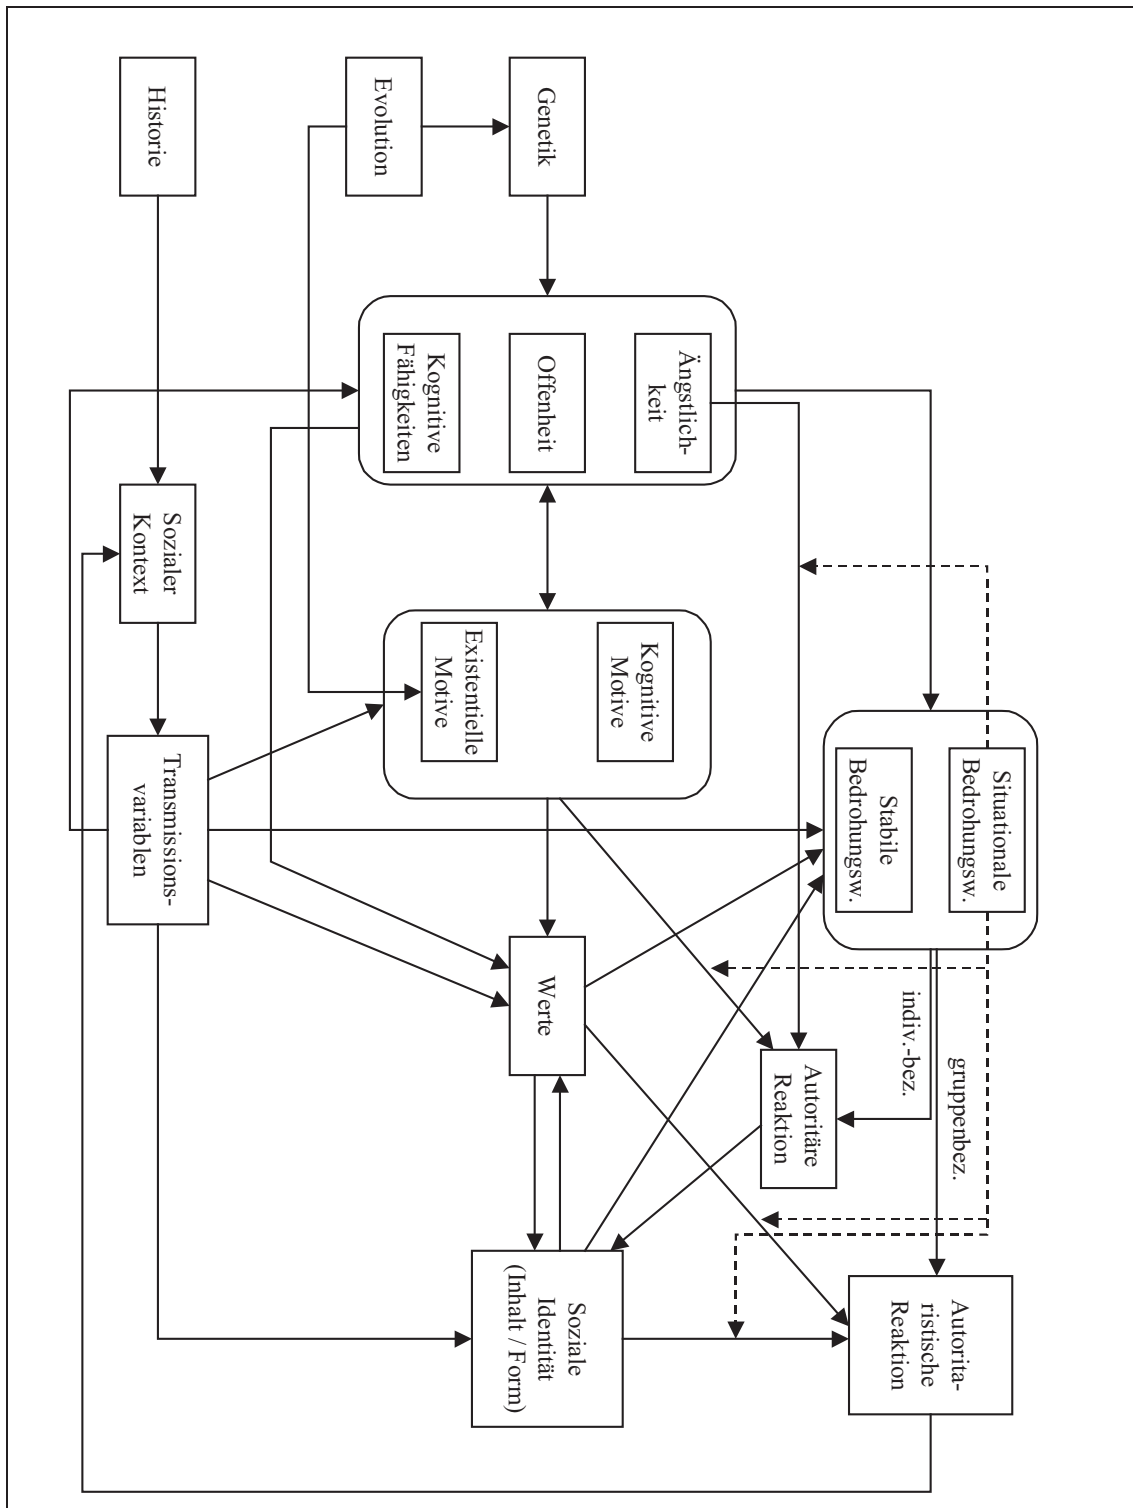 Genetik
Evolution
Historie
Ängstlich-
keit
Offenheit
Kognitive
Fähigkeiten
Sozialer
Kontext
Kognitive
Motive
Existentielle
Motive
Situationale
Bedrohungsw.
Stabile
Bedrohungsw.
Transmissions-
variablen
Werte
gruppenbez.
indiv.-bez.
Autoritäre
Reaktion
Autorita-
ristische
Reaktion
Soziale
Identität
(Inhalt / Form)